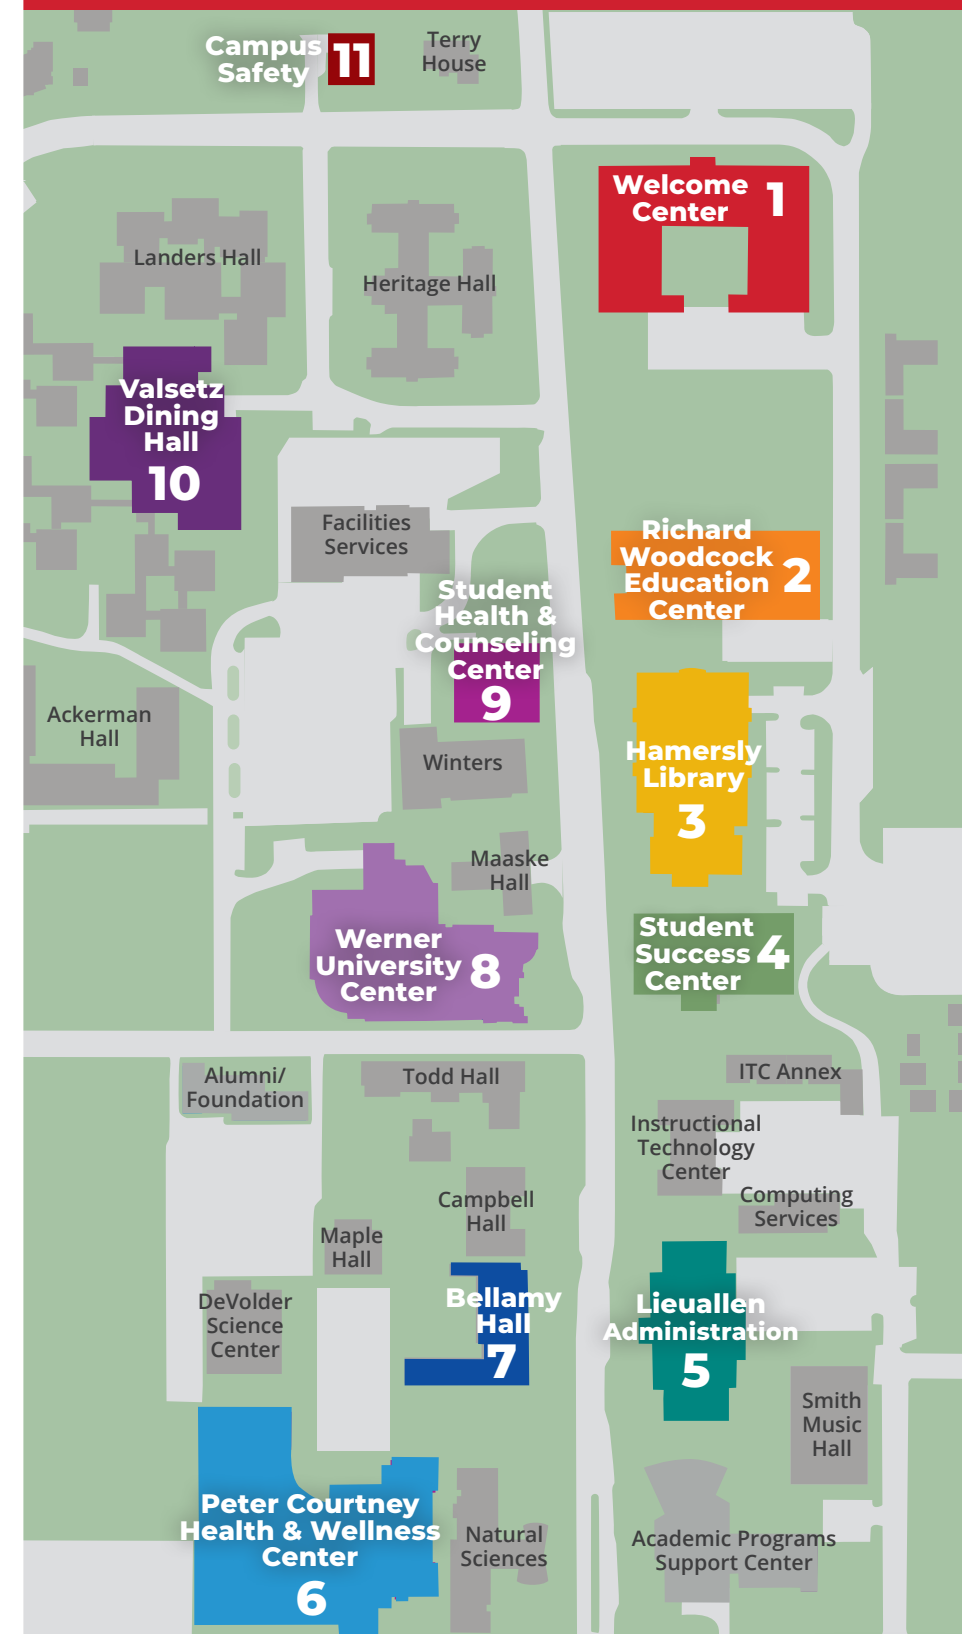 Campus
Safety
11
Terry
House
Welcome
Center
1
Landers Hall
Heritage Hall
Valsetz
Dining
Hall
10
Facilities
Services
Richard
Woodcock
Education
Center
2
Student
Health &
Counseling
Center
9
Ackerman
Hall
Winters
Hamersly
Library
3
Maaske
Hall
Werner
University
Center
8
Student
Success
Center
4
Alumni/
Foundation
Todd Hall
ITC Annex
Instructional
Technology
Center
Computing
Services
Campbell
Hall
Maple
Hall
DeVolder
Science
Center
Bellamy
Hall
7
Lieuallen
Administration
5
Smith
Music
Hall
Peter Courtney
Health & Wellness
Center
6
Natural
Sciences
Academic Programs
Support Center